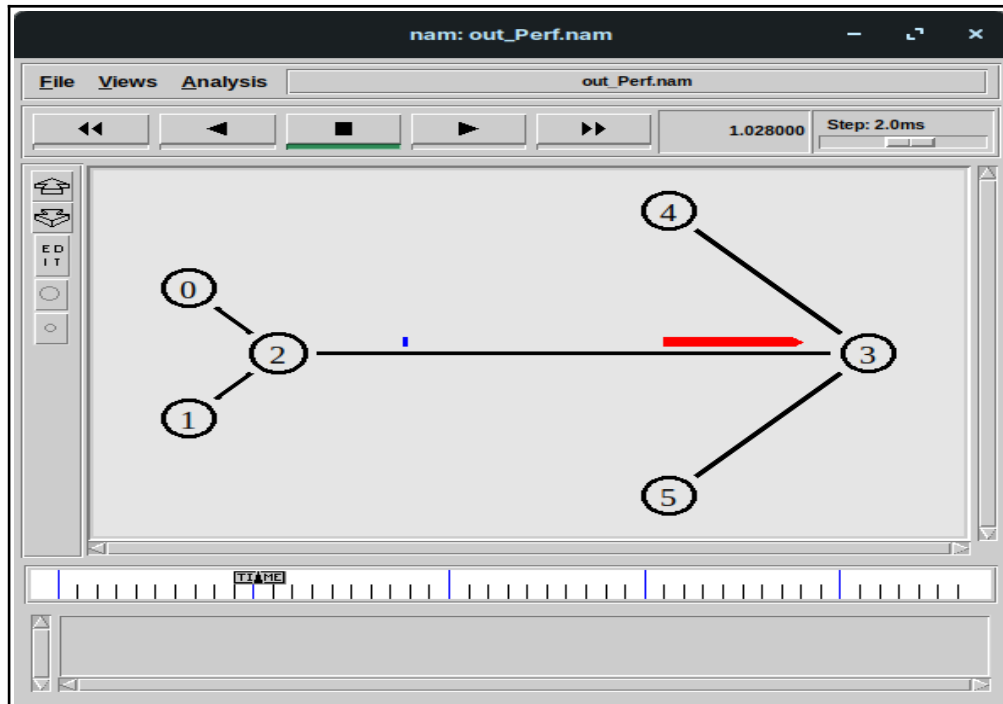 nam: out_Perf.nam
File Views Analysis out_Perf.nam
1.028000 Step: 2.0ms
E D
I T
4
0
2
3
1
5
TIME